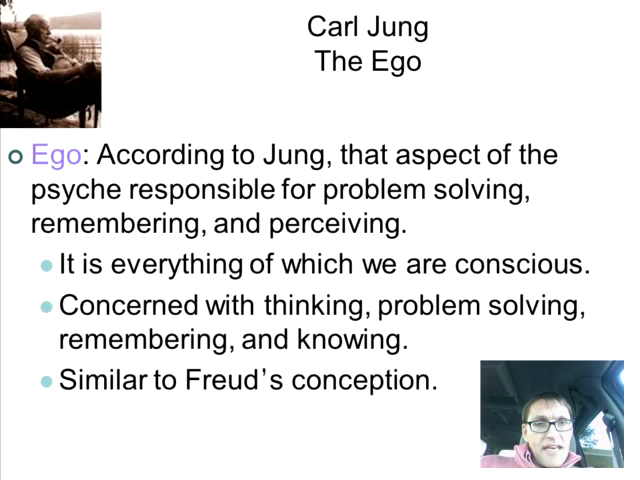 Carl Jung
The Ego
Ego: According to Jung, that aspect of the
psyche responsible for problem solving,
remembering, and perceiving.
It is everything of which we are conscious.
Concerned with thinking, problem solving,
remembering, and knowing.
Similar to Freud’s conception.